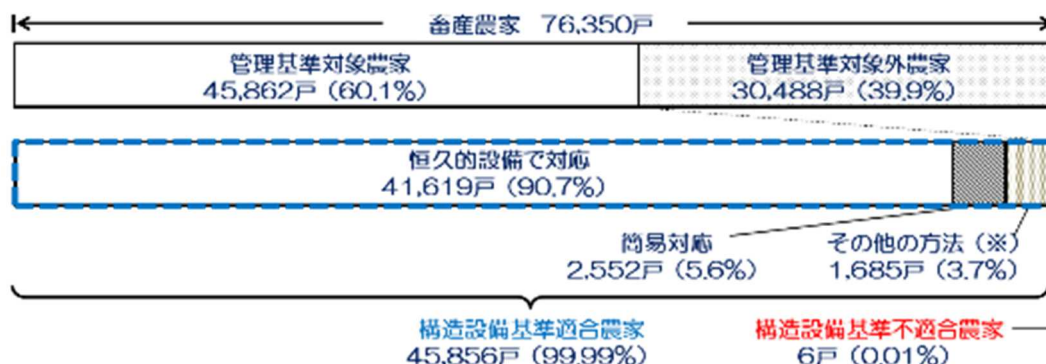 畜産農家 76,350戸
管理基準対象農家
45,862戸 (60.1%)
管理基準対象外農家
30,488戸 (39.9%)
恒久的設備で対応
41,619戸 (90.7%)
簡易対応
2,552戸 (5.6%)
その他の方法 (※)
1,685戸 (3.7%)
構造設備基準適合農家
45,856戸 (99.99%)
構造設備基準不適合農家
6戸 (0.01%)